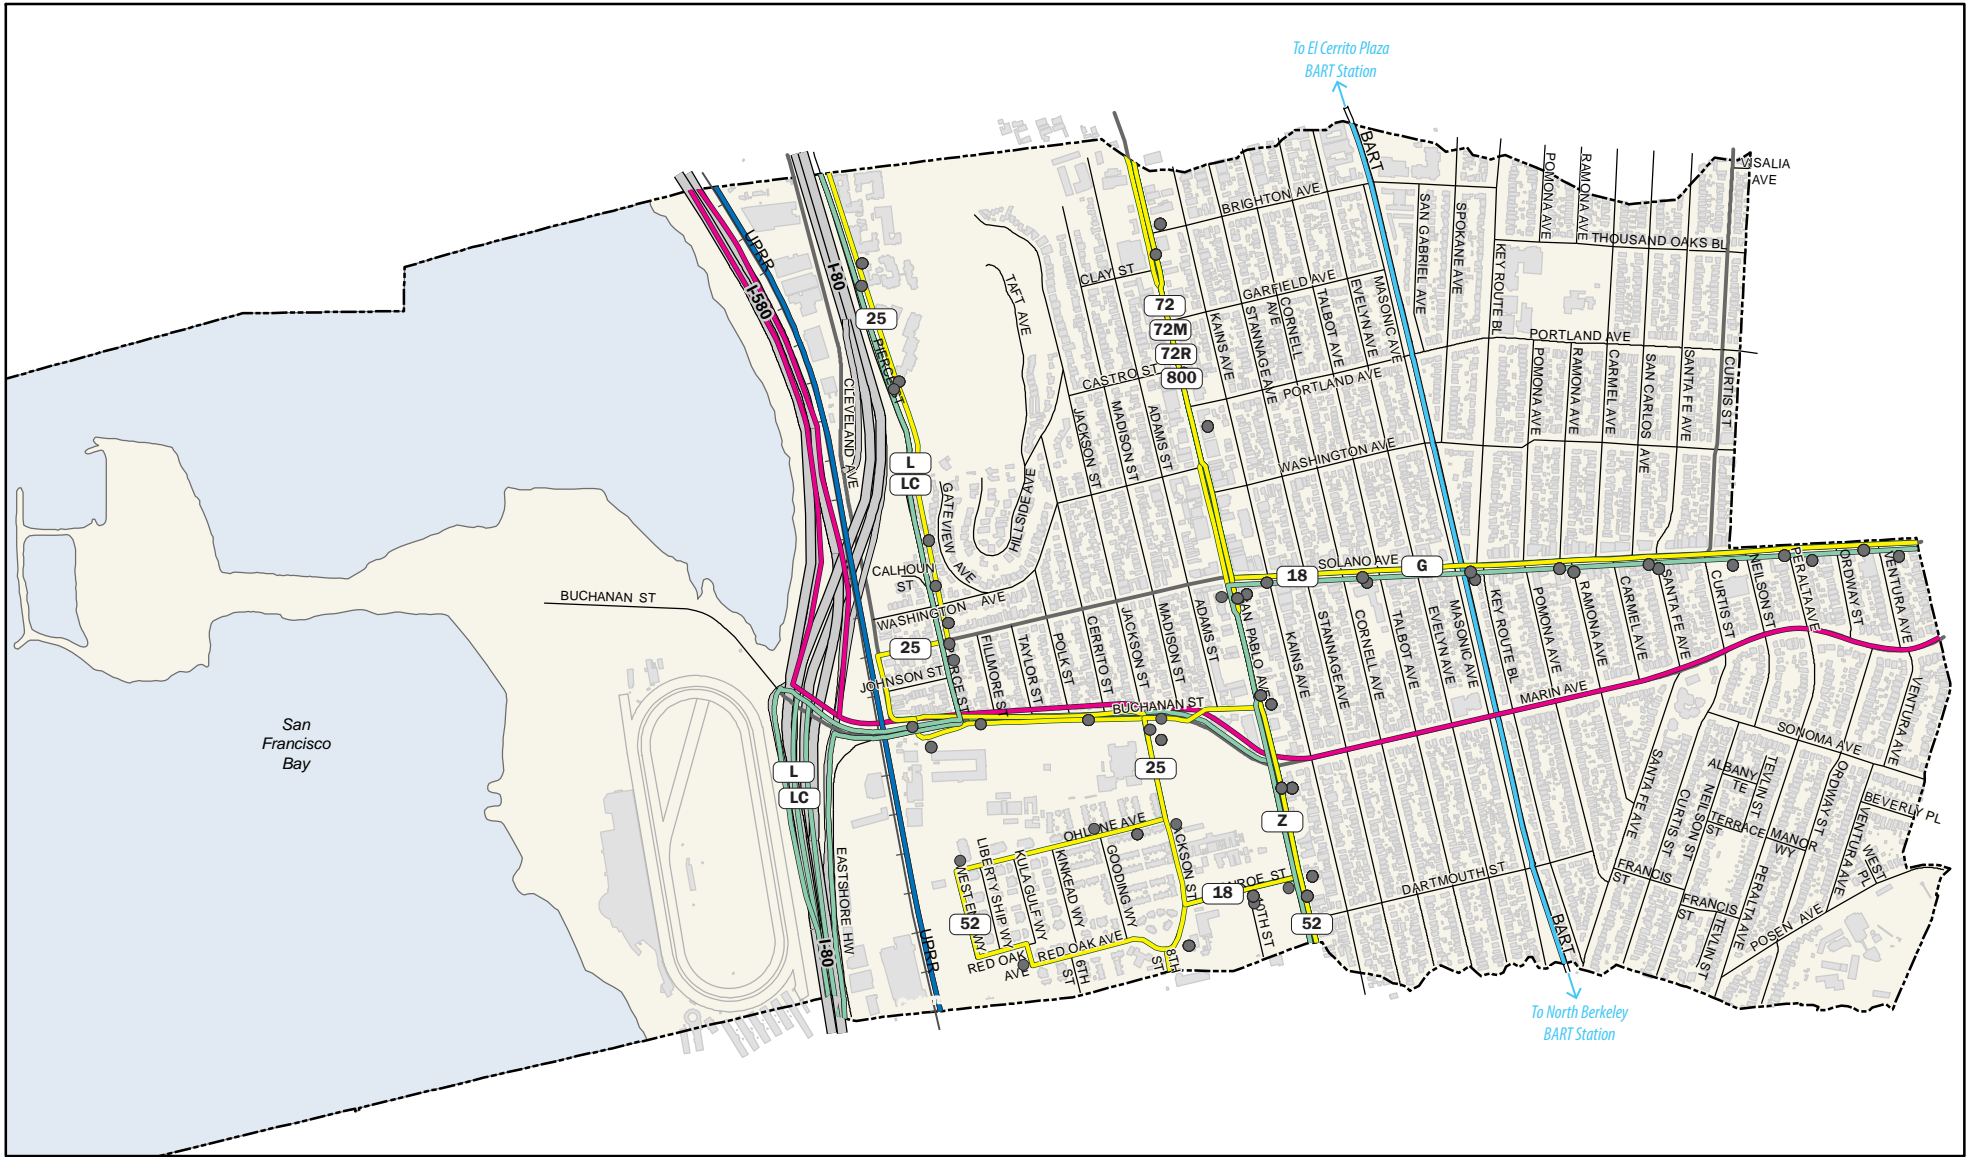 To El Cerrito Plaza
BART Station
BART
VISALIA
AVE
POMONA AVE
RAMONA AVE
BRIGHTON AVE
SAN GABRIEL AVE
SPOKANE AVE
KEY ROUTE BL
THOUSAND OAKS BL
UPRR
I-80
I-580
25
PIERCE ST
CLEVELAND AVE
TAFT AVE
CLAY ST
GARFIELD AVE
72
72M
72R
800
KAINS AVE
STANNAGE AVE
CORNELL
AVE
TALBOT AVE
EVELYN AVE
MASONIC AVE
PORTLAND AVE
CASTRO ST
PORTLAND AVE
POMONA AVE
RAMONA AVE
CARMEL AVE
SAN CARLOS AVE
SANTA FE AVE
CURTIS ST
JACKSON ST
MADISON ST
ADAMS ST
WASHINGTON AVE
L
LC
GATEVIEW AVE
HILLSIDE AVE
CALHOUN
ST
WASHINGTON AVE
BUCHANAN ST
SOLANO AVE
18
G
NEILSON ST
PERALTA AVE
ORDWAY ST
VENTURA AVE
25
JOHNSON ST
FILLMORE ST
TAYLOR ST
POLK ST
CERRITO ST
JACKSON ST
MADISON ST
ADAMS ST
KAINS AVE
STANNAGE AVE
CORNELL AVE
TALBOT AVE
EVELYN AVE
MASONIC AVE
KEY ROUTE BL
POMONA AVE
RAMONA AVE
CARMEL AVE
SANTA FE AVE
CURTIS ST
MARIN AVE
BUCHANAN ST
San
Francisco
Bay
L
LC
25
Z
SONOMA AVE
VENTURA AVE
ALBANY
TE
TEVLIN ST
ORDWAY ST
BEVERLY PL
SANTA FE AVE
CURTIS ST
NEILSON ST
TERRACE
ST
MANOR
WY
VENTURA AVE
WEST
PL
EASTSHORE HW
I-80
UPRR
OHLONE AVE
LIBERTY SHIP WY
KULA GULF WY
KINKEAD WY
GOODING WY
52
18
10TH ST
52
DARTMOUTH ST
FRANCIS
ST
FRANCIS
ST
TEVLIN ST
PERALTA AVE
POSEN AVE
RED OAK
AVE
RED OAK AVE
6TH
ST
8TH
ST
BART
To North Berkeley
BART Station